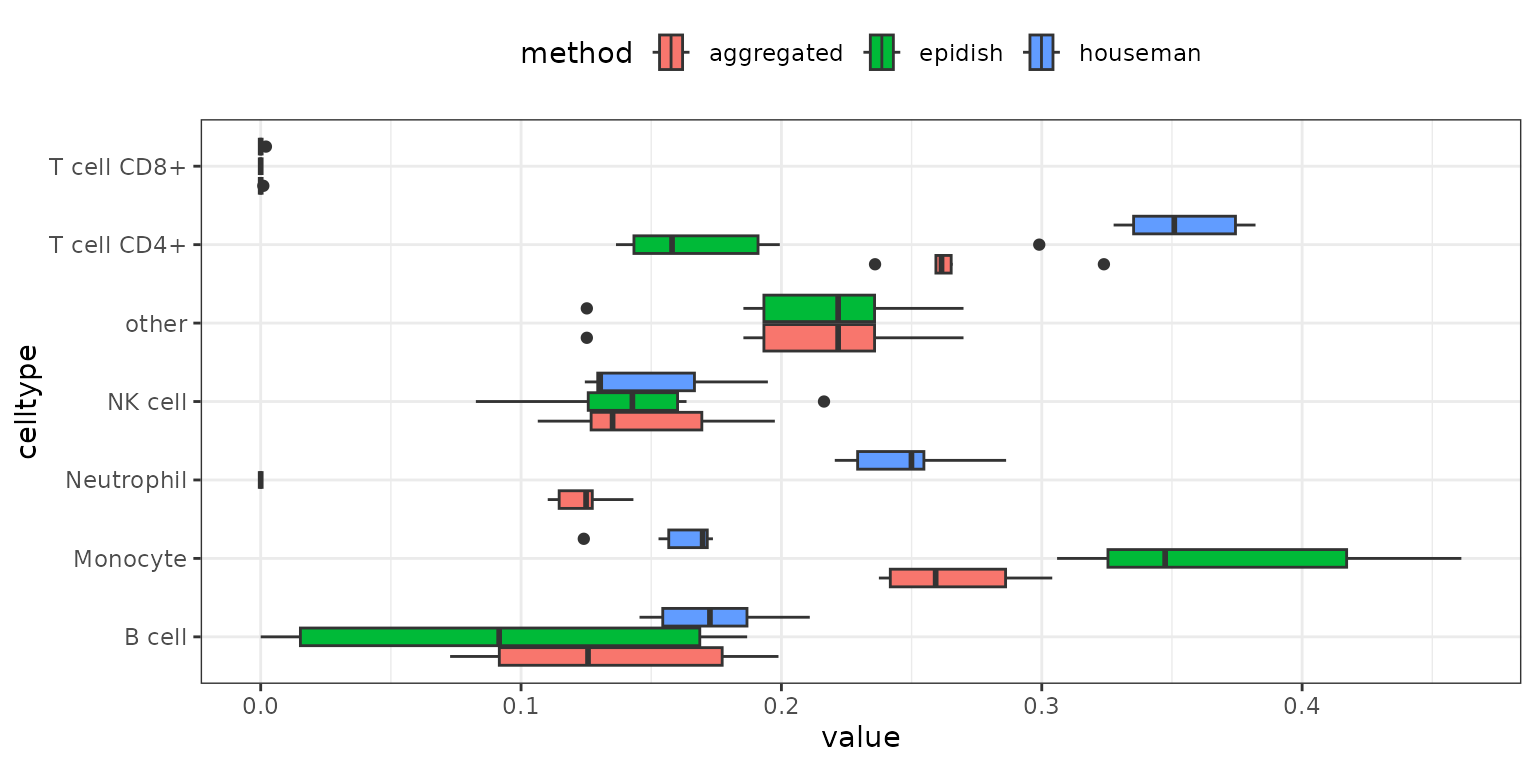 method aggregated epidish houseman
T cell CD8+
T cell CD4+
other
NK cell
Neutrophil
Monocyte
B cell
celltype
0.0 0.1 0.2 0.3 0.4
value